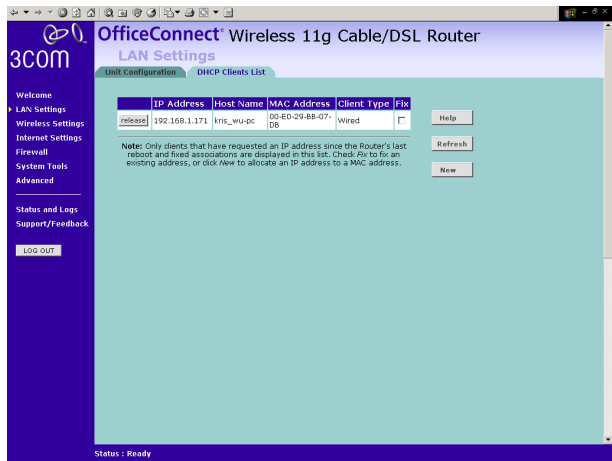 OfficeConnect® Wireless 11g Cable/DSL Router
3COM
LAN Settings
Unit Configuration
DHCP Clients List
Welcome
LAN Settings
Wireless Settings
Internet Settings
Firewall
System Tools
Advanced
Status and Logs
Support/Feedback
LOG OUT
IP Address Host Name MAC Address Client Type Fix
release 192.168.1.171 kris_wu-pc 00-E0-29-BB-07-
DB Wired
Note: Only clients that have requested an IP address since the Router's last
reboot and fixed associations are displayed in this list. Check Fix to fix an
existing address, or click New to allocate an IP address to a MAC address.
Help
Refresh
New
Status : Ready